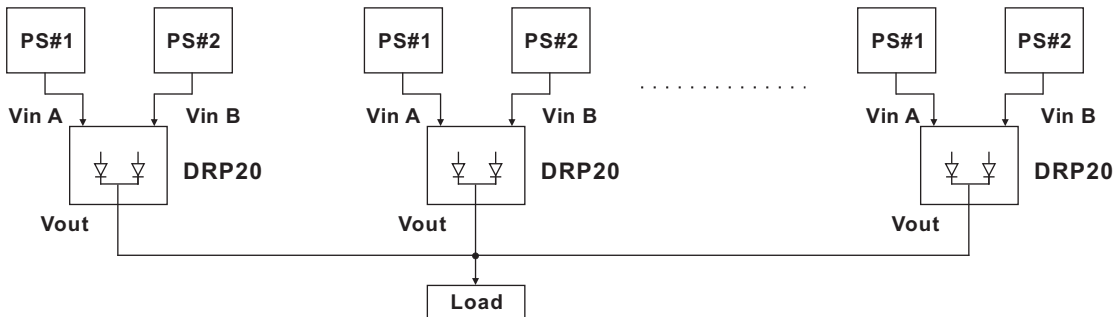 PS#1 PS#2 PS#1 PS#2 PS#1 PS#2
. . . . . . . . . . . . . .
Vin A Vin B Vin A Vin B Vin A Vin B
DRP20 DRP20 DRP20
Vout Vout Vout
Load